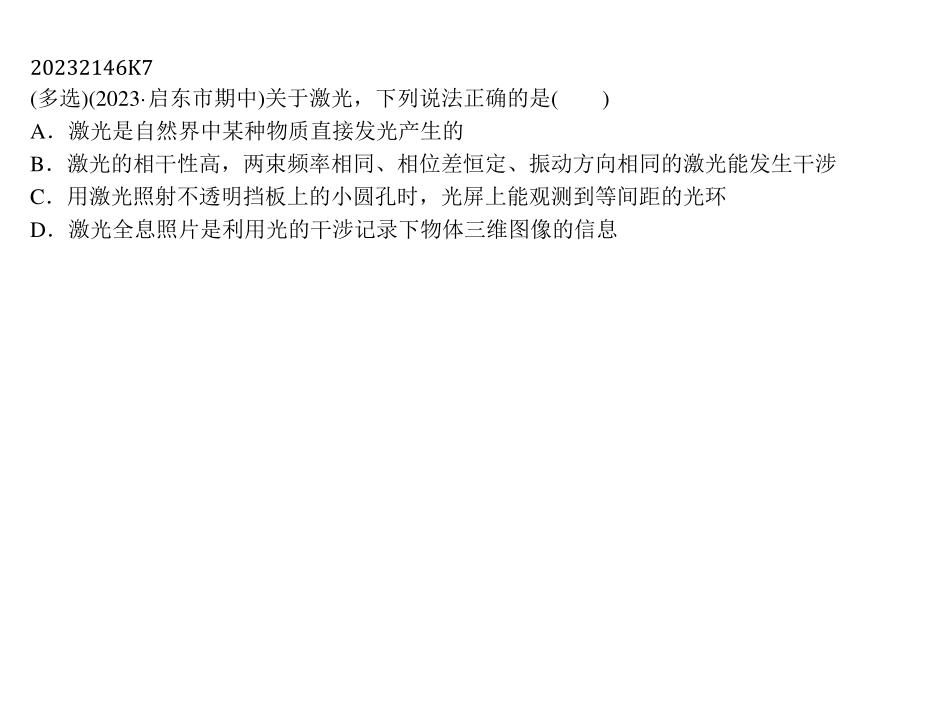 20232146K7
(多选)(2023·启东市期中)关于激光，下列说法正确的是(　　)
A．激光是自然界中某种物质直接发光产生的
B．激光的相干性高，两束频率相同、相位差恒定、振动方向相同的激光能发生干涉
C．用激光照射不透明挡板上的小圆孔时，光屏上能观测到等间距的光环
D．激光全息照片是利用光的干涉记录下物体三维图像的信息